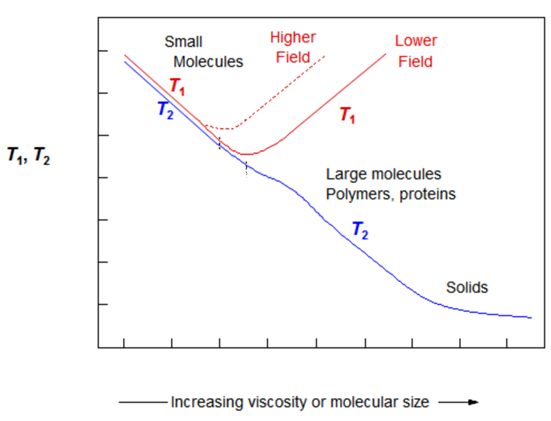 Small
Molecules
Higher
Field
Lower
Field
T1
T2
T1
T1, T2
Large molecules
Polymers, proteins
T2
Solids
Increasing viscosity or molecular size